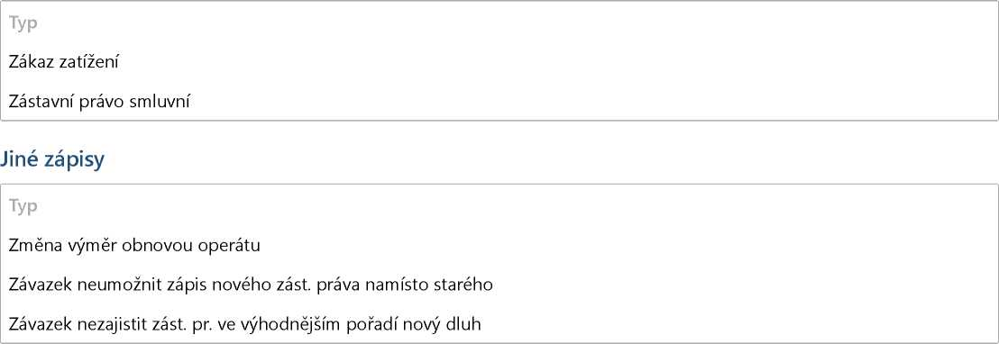 Typ
Zákaz zatížení
Zástavní právo smluvní
Jiné zápisy
Typ
Změna výměr obnovou operátu
Závazek neumožnit zápis nového zást. práva namísto starého
Závazek nezajistit zást. pr. ve výhodnějším pořadí nový dluh